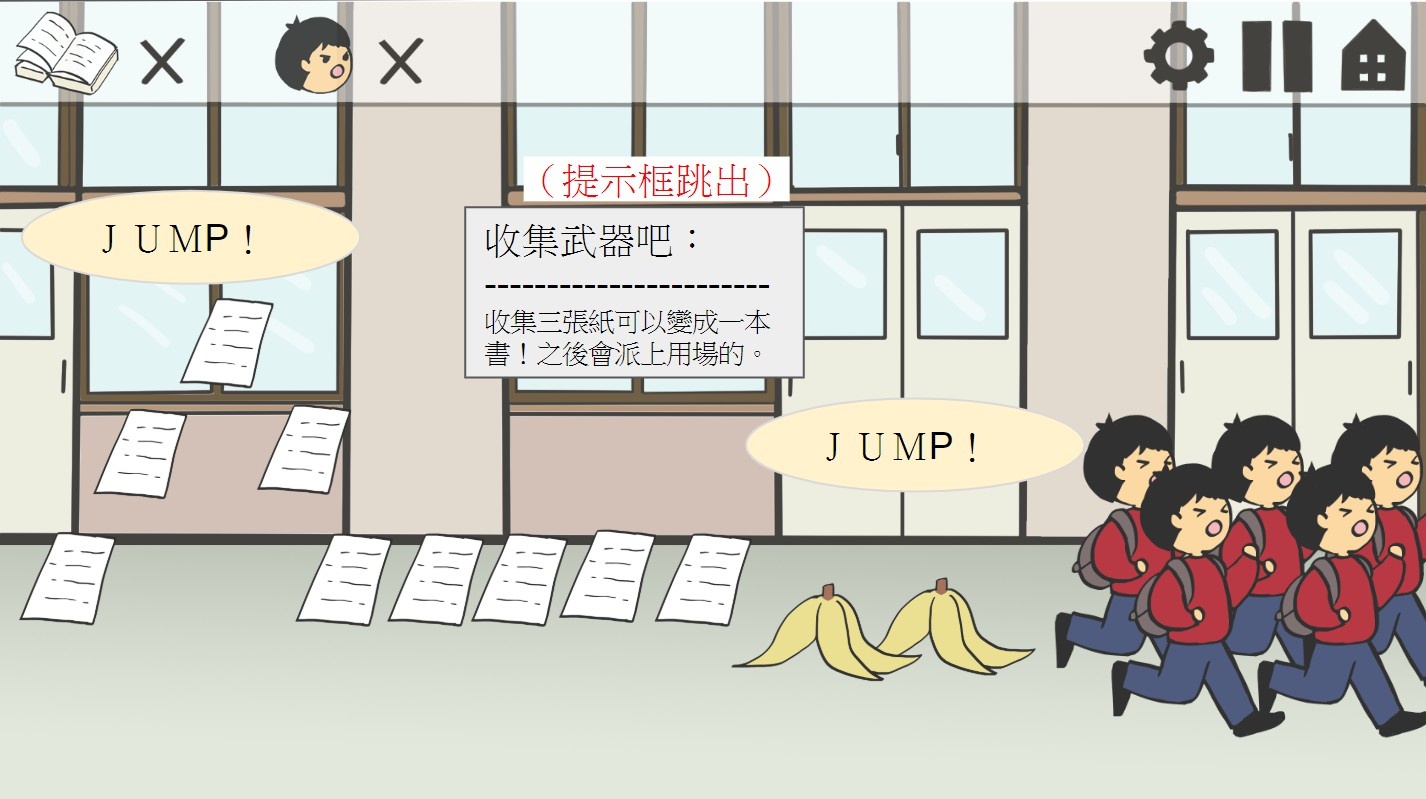 （提示框跳出）
ＪＵＭP！
收集武器吧：
-----------------------
收集三張紙可以變成一本
書！之後會派上用場的。
ＪＵＭP！